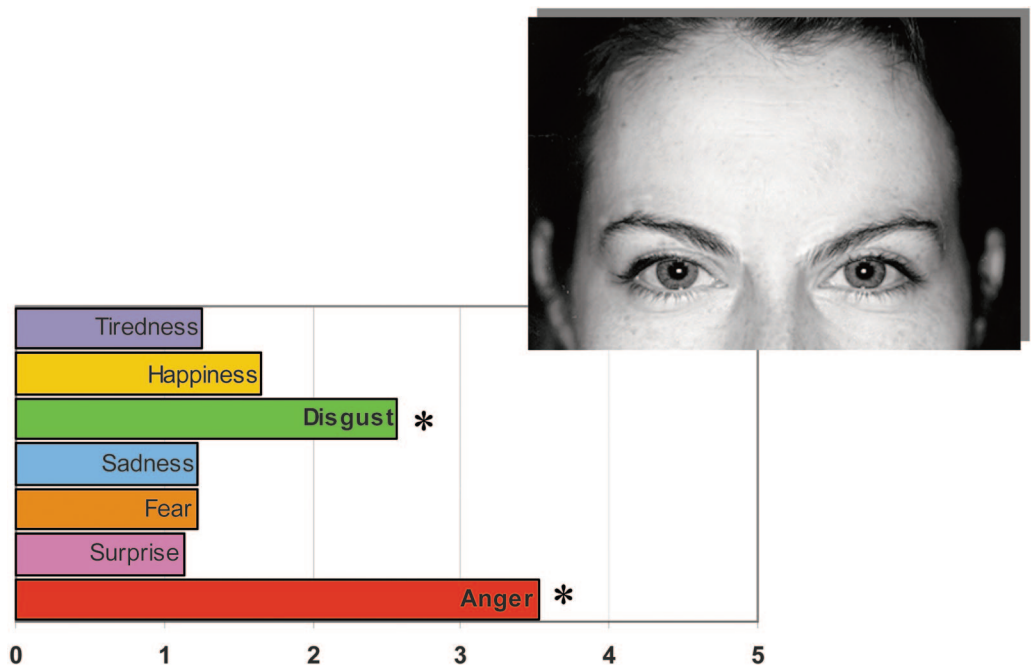 Tiredness
Happiness
Disgust *
Sadness
Fear
Surprise
Anger *
0 1 2 3 4 5